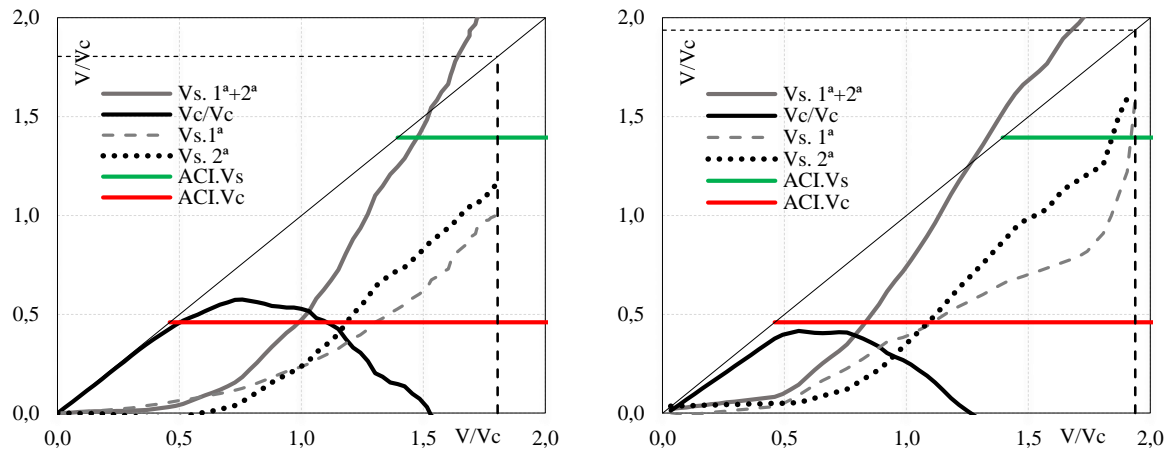 2,0
1,5
1,0
0,5
0,0
V/Vc
Vs. 1ª+2ª
Vc/Vc
Vs.1ª
Vs. 2ª
ACI.Vs
ACI.Vc
0,0
0,5
1,0
1,5
V/Vc
2,0
2,0
1,5
1,0
0,5
0,0
V/Vc
Vs. 1ª+2ª
Vc/Vc
Vs. 1ª
Vs. 2ª
ACI.Vs
ACI.Vc
0,0
0,5
1,0
1,5
V/Vc
2,0